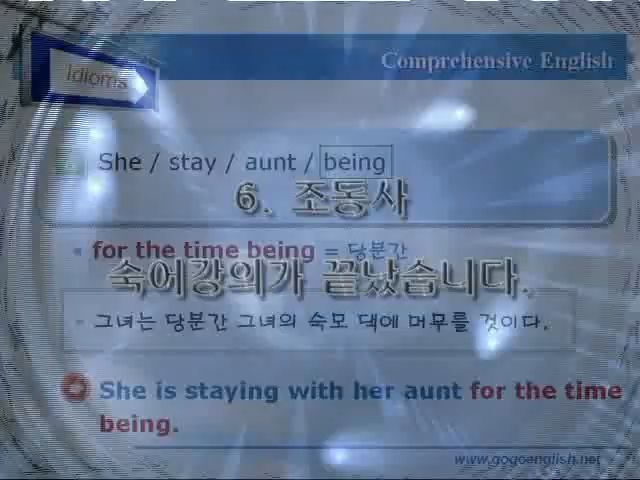 Comprehensive English
Idioms
She / stay / aunt / being
6. 조동사
for the time being = 당분간
숙어강의가 끝났습니다.
그녀는 당분간 그녀의 숙모 댁에 머무를 것이다.
She is staying with her aunt for the time
being.
www.gogoenglish.net